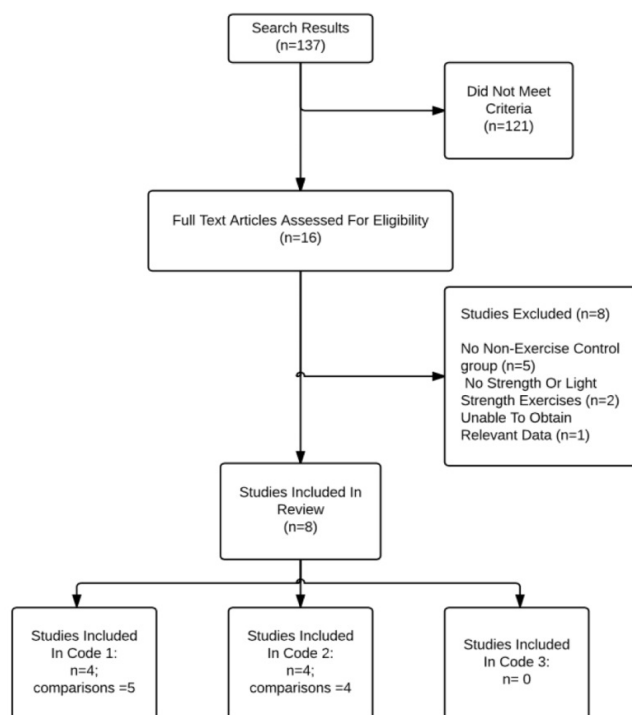 Search Results
(n=137)
Did Not Meet
Criteria
(n=121)
Full Text Articles Assessed For Eligibility
(n=16)
Studies Excluded (n=8)
No Non-Exercise Control
group (n=5)
No Strength Or Light
Strength Exercises (n=2)
Unable To Obtain
Relevant Data (n=1)
Studies Included In
Review
(n=8)
Studies Included
In Code 1:
n=4;
comparisons =5
Studies Included
In Code 2:
n=4;
comparisons =4
Studies Included
In Code 3:
n= 0